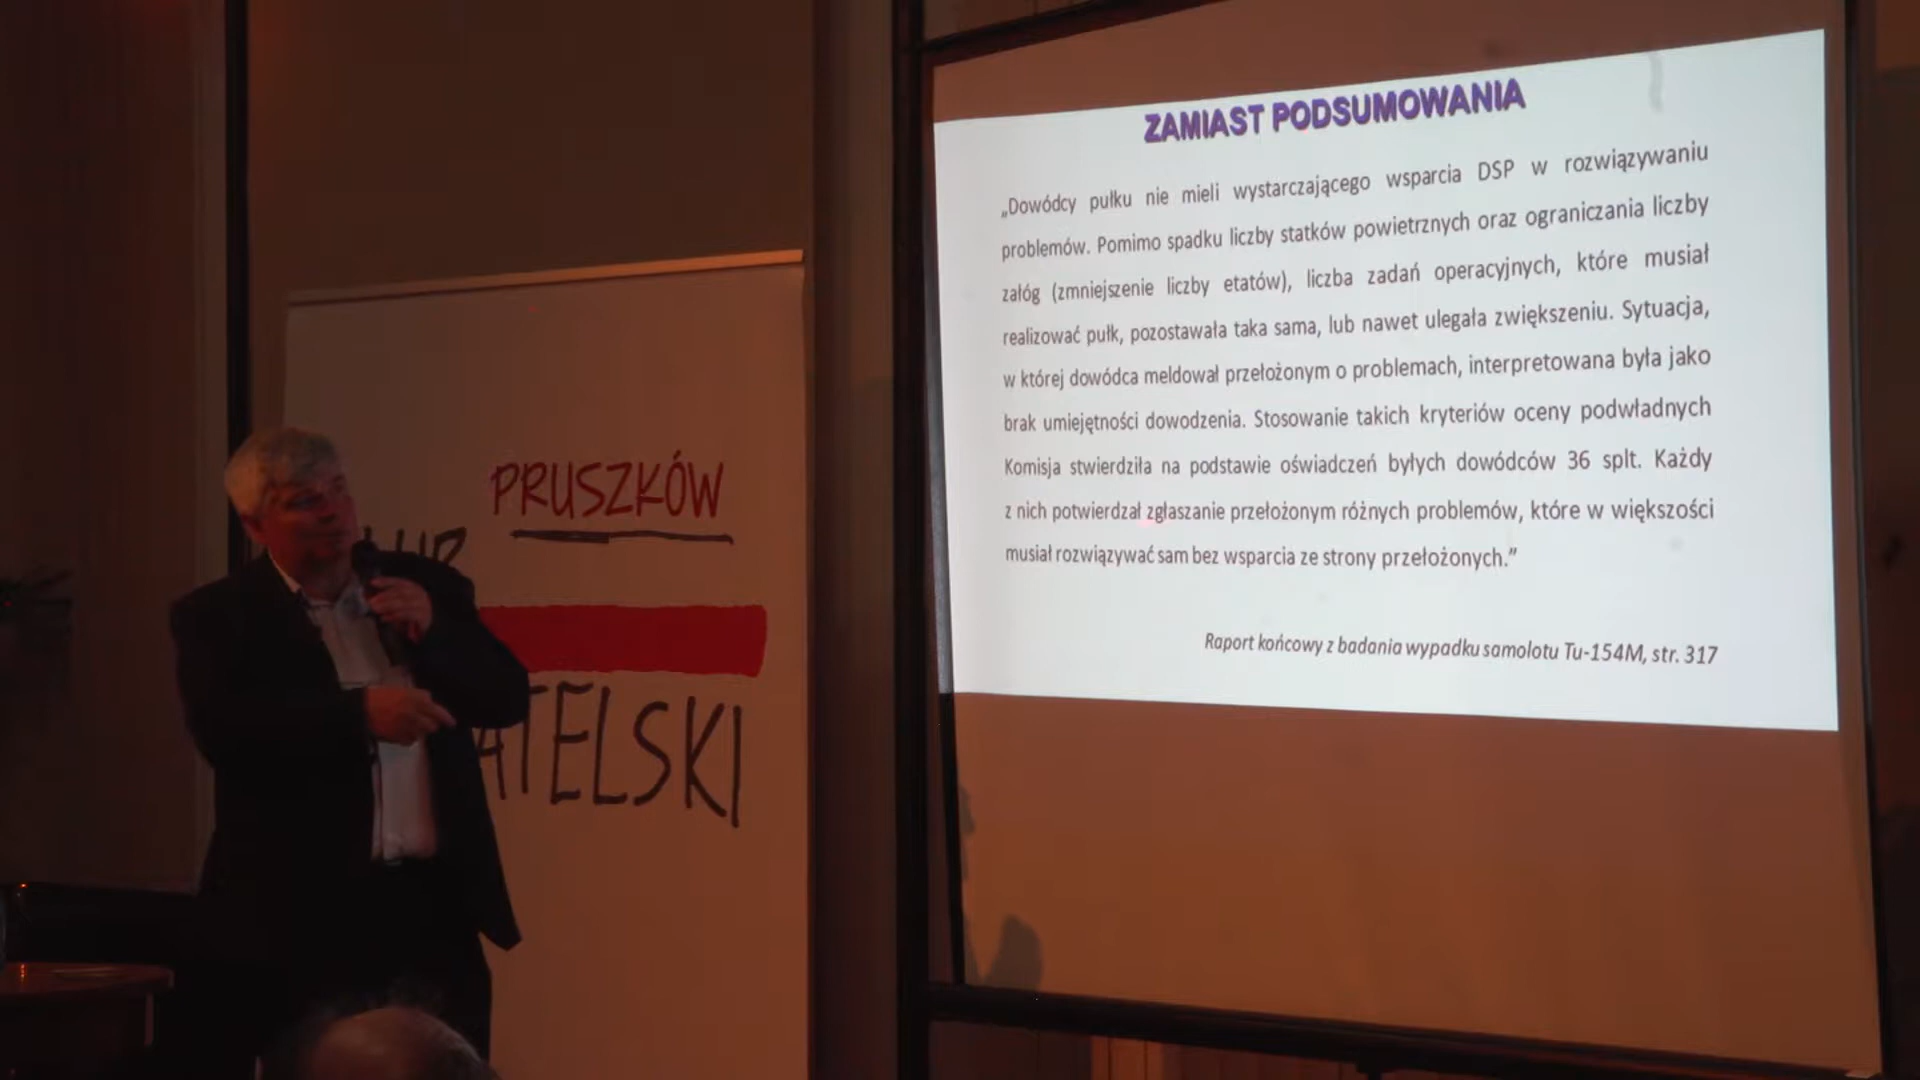 ZAMIAST PODSUMOWANIA
„Dowódcy pułku nie mieli wystarczającego wsparcia DSP w rozwiązywaniu
problemów. Pomimo spadku liczby statków powietrznych oraz ograniczania liczby
załóg (zmniejszenie liczby etatów), liczba zadań operacyjnych, które musiał
realizować pułk, pozostawała taka sama, lub nawet ulegała zwiększeniu. Sytuacja,
w której dowódca meldował przełożonym o problemach, interpretowana była jako
brak umiejętności dowodzenia. Stosowanie takich kryteriów oceny podwładnych
Komisja stwierdziła na podstawie oświadczeń byłych dowódców 36 splt. Każdy
z nich potwierdzał zgłaszanie przełożonym różnych problemów, które w większości
musiał rozwiązywać sam bez wsparcia ze strony przełożonych.”
Raport końcowy z badania wypadku samolotu Tu-154M, str. 317
PRUSZKÓW
UB
ATELSKI